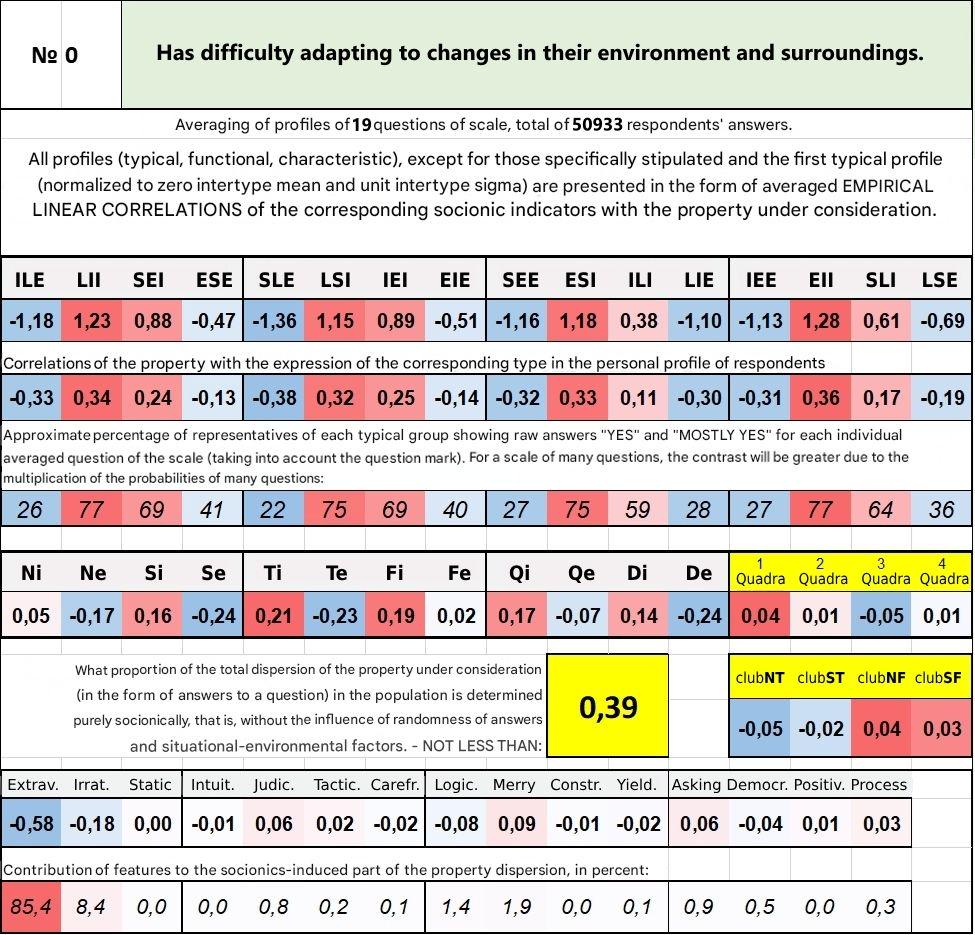 № 0
Has difficulty adapting to changes in their environment and surroundings.
Averaging of profiles of 19 questions of scale, total of 50933 respondents' answers.
All profiles (typical, functional, characteristic), except for those specifically stipulated and the first typical profile
(normalized to zero intertype mean and unit intertype sigma) are presented in the form of averaged EMPIRICAL
LINEAR CORRELATIONS of the corresponding socionic indicators with the property under consideration.
ILE LII SEI ESE SLE LSI IEI EIE SEE ESI ILI LIE IEE EII SLI LSE
-1,18 1,23 0,88 -0,47 -1,36 1,15 0,89 -0,51 -1,16 1,18 0,38 -1,10 -1,13 1,28 0,61 -0,69
Correlations of the property with the expression of the corresponding type in the personal profile of respondents
-0,33 0,34 0,24 -0,13 -0,38 0,32 0,25 -0,14 -0,32 0,33 0,11 -0,30 -0,31 0,36 0,17 -0,19
Approximate percentage of representatives of each typical group showing raw answers "YES" and "MOSTLY YES" for each individual
averaged question of the scale (taking into account the question mark). For a scale of many questions, the contrast will be greater due to the
multiplication of the probabilities of many questions:
26 77 69 41 22 75 69 40 27 75 59 28 27 77 64 36
Ni Ne Si Se Ti Te Fi Fe Qi Qe Di De 1 Quadra 2 Quadra 3 Quadra 4 Quadra
0,05 -0,17 0,16 -0,24 0,21 -0,23 0,19 0,02 0,17 -0,07 0,14 -0,24 0,04 0,01 -0,05 0,01
What proportion of the total dispersion of the property under consideration
(in the form of answers to a question) in the population is determined
purely socionically, that is, without the influence of randomness of answers
and situational-environmental factors. - NOT LESS THAN:
0,39
clubNT clubST clubNF clubSF
-0,05 -0,02 0,04 0,03
Extrav. Irrat. Static Intuit. Judic. Tactic. Carefr. Logic. Merry Constr. Yield. Asking Democr. Positiv. Process
-0,58 -0,18 0,00 -0,01 0,06 0,02 -0,02 -0,08 0,09 -0,01 -0,02 0,06 -0,04 0,01 0,03
Contribution of features to the socionics-induced part of the property dispersion, in percent:
85,4 8,4 0,0 0,0 0,8 0,2 0,1 1,4 1,9 0,0 0,1 0,9 0,5 0,0 0,3